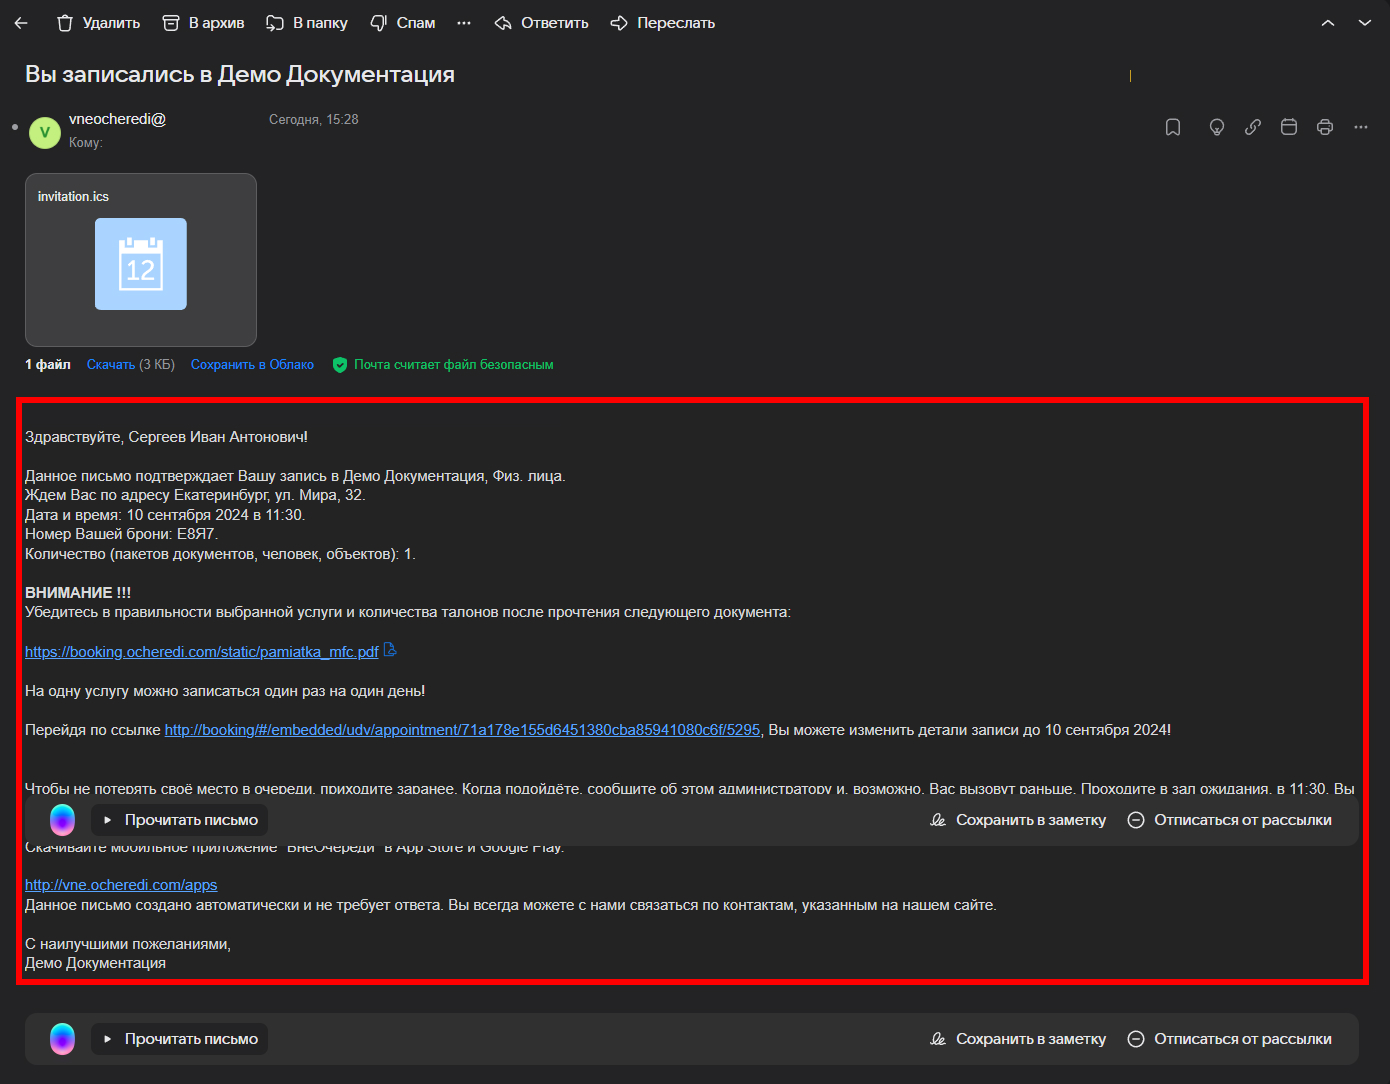 Удалить В архив В папку Спам Ответить Переслать
Вы записались в Демо Документация
V
vneocheredi@ Сегодня, 15:28
Кому:
invitation.ics
12
1 файл Скачать (3 КБ) Сохранить в Облако Почта считает файл безопасным
Здравствуйте, Сергеев Иван Антонович!
Данное письмо подтверждает Вашу запись в Демо Документация, Физ. лица.
Ждем Вас по адресу Екатеринбург, ул. Мира, 32.
Дата и время: 10 сентября 2024 в 11:30.
Номер Вашей брони: Е8Я7.
Количество (пакетов документов, человек, объектов): 1.
ВНИМАНИЕ !!!
Убедитесь в правильности выбранной услуги и количества талонов после прочтения следующего документа:
https://booking.ocheredi.com/static/pamiatka_mfc.pdf
На одну услугу можно записаться один раз на один день!
Перейдя по ссылке http://booking/#/embedded/udv/appointment/71a178e155d6451380cba85941080c6f/5295, Вы можете изменить детали записи до 10 сентября 2024!
Чтобы не потерять своё место в очереди, приходите заранее. Когда подойдёте, сообщите об этом администратору и, возможно, Вас вызовут раньше. Проходите в зал ожидания, в 11:30. Вы
Прочитать письмо Сохранить в заметку Отписаться от рассылки
Скачивайте мобильное приложение "ВнеОчереди" в App Store и Google Play.
http://vne.ocheredi.com/apps
Данное письмо создано автоматически и не требует ответа. Вы всегда можете с нами связаться по контактам, указанным на нашем сайте.
С наилучшими пожеланиями,
Демо Документация
Прочитать письмо Сохранить в заметку Отписаться от рассылки